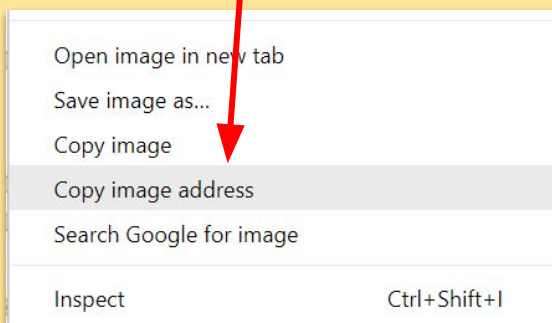 Open image in new tab
Save image as...
Copy image
Copy image address
Search Google for image
Inspect Ctrl+Shift+I